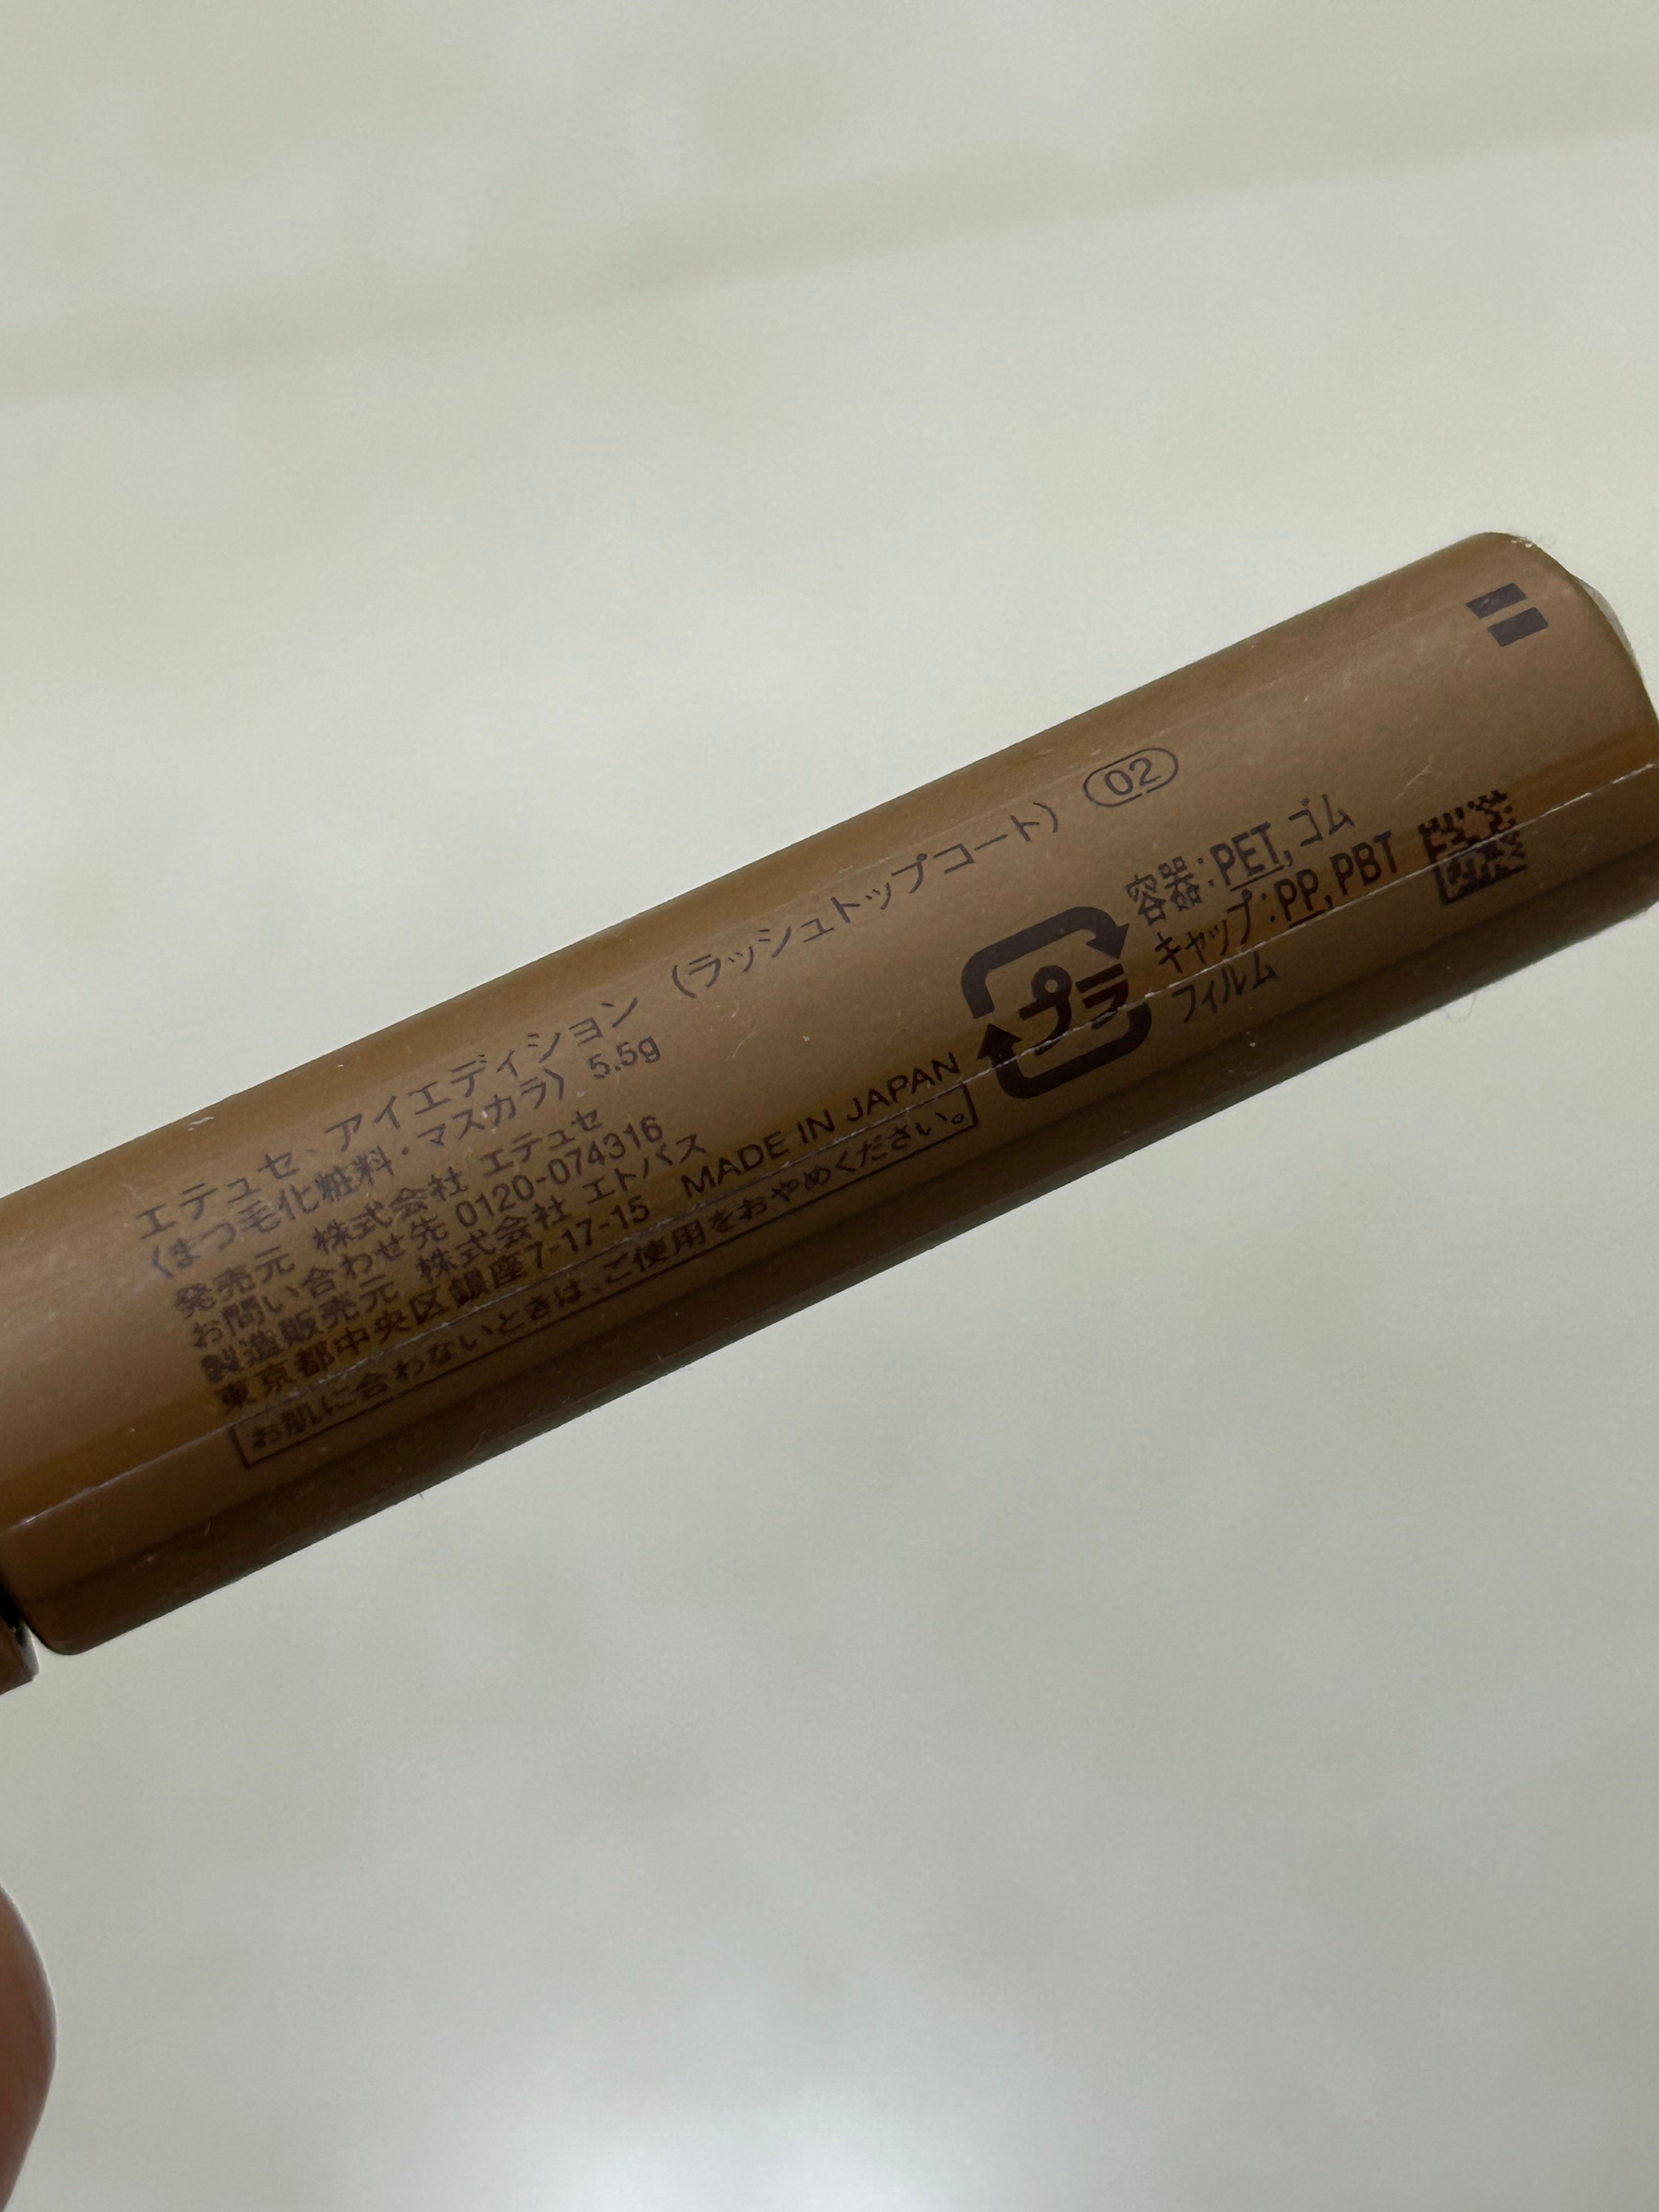 エテュセ アイエディション (ラッシュトップコート) 02
〈まつ毛化粧料・マスカラ〉 5.5g
発売元 株式会社 エテュセ
お問い合わせ先 0120-074316
製造販売元 株式会社 エトバス
東京都中央区銀座7-17-15 MADE IN JAPAN
お肌に合わないときは、ご使用をおやめください。
プラ
容器:PET,ゴム
キャップ:PP,PBT
フィルム